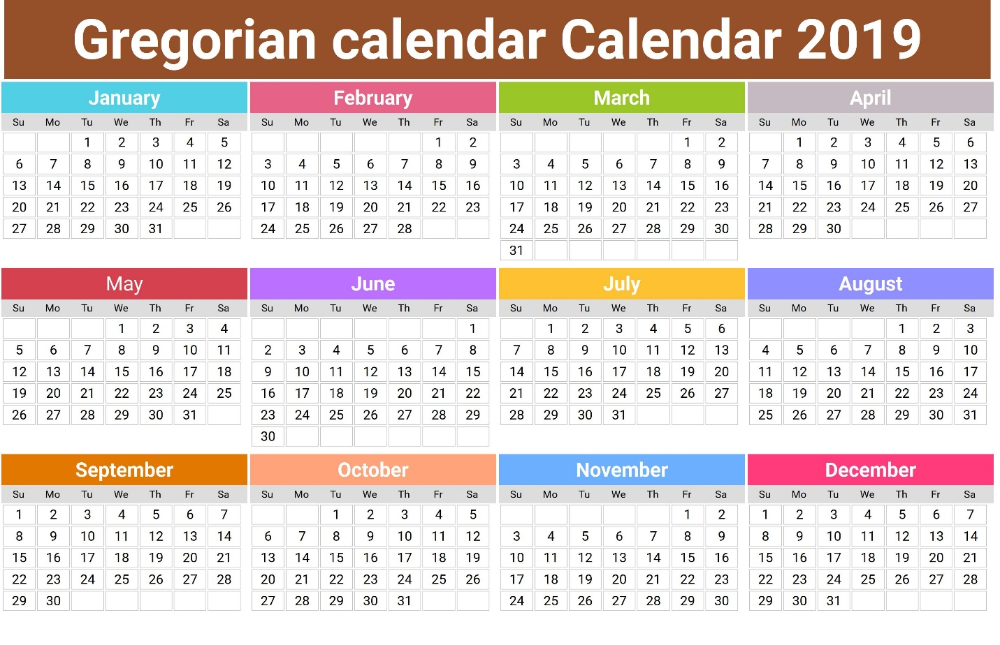 Gregorian calendar Calendar 2019
January
Su Mo Tu We Th Fr Sa
1 2 3 4 5
6 7 8 9 10 11 12
13 14 15 16 17 18 19
20 21 22 23 24 25 26
27 28 29 30 31
February
Su Mo Tu We Th Fr Sa
1 2
3 4 5 6 7 8 9
10 11 12 13 14 15 16
17 18 19 20 21 22 23
24 25 26 27 28
March
Su Mo Tu We Th Fr Sa
1 2
3 4 5 6 7 8 9
10 11 12 13 14 15 16
17 18 19 20 21 22 23
24 25 26 27 28 29 30
31
April
Su Mo Tu We Th Fr Sa
1 2 3 4 5 6
7 8 9 10 11 12 13
14 15 16 17 18 19 20
21 22 23 24 25 26 27
28 29 30
May
Su Mo Tu We Th Fr Sa
1 2 3 4
5 6 7 8 9 10 11
12 13 14 15 16 17 18
19 20 21 22 23 24 25
26 27 28 29 30 31
June
Su Mo Tu We Th Fr Sa
1
2 3 4 5 6 7 8
9 10 11 12 13 14 15
16 17 18 19 20 21 22
23 24 25 26 27 28 29
30
July
Su Mo Tu We Th Fr Sa
1 2 3 4 5 6
7 8 9 10 11 12 13
14 15 16 17 18 19 20
21 22 23 24 25 26 27
28 29 30 31
August
Su Mo Tu We Th Fr Sa
1 2 3
4 5 6 7 8 9 10
11 12 13 14 15 16 17
18 19 20 21 22 23 24
25 26 27 28 29 30 31
September
Su Mo Tu We Th Fr Sa
1 2 3 4 5 6 7
8 9 10 11 12 13 14
15 16 17 18 19 20 21
22 23 24 25 26 27 28
29 30
October
Su Mo Tu We Th Fr Sa
1 2 3 4 5
6 7 8 9 10 11 12
13 14 15 16 17 18 19
20 21 22 23 24 25 26
27 28 29 30 31
November
Su Mo Tu We Th Fr Sa
1 2
3 4 5 6 7 8 9
10 11 12 13 14 15 16
17 18 19 20 21 22 23
24 25 26 27 28 29 30
December
Su Mo Tu We Th Fr Sa
1 2 3 4 5 6 7
8 9 10 11 12 13 14
15 16 17 18 19 20 21
22 23 24 25 26 27 28
29 30 31